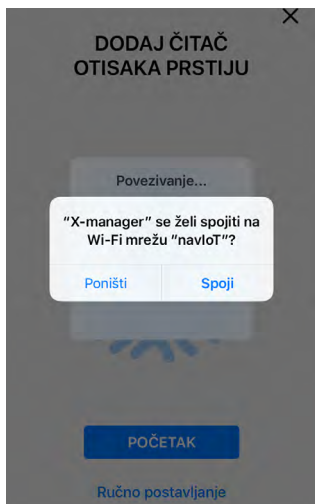 DODAJ ČITAČ
OTISAKA PRSTIJU
Povezivanje...
“X-manager” se želi spojiti na
Wi-Fi mrežu “navIoT”?
Poništi
Spoji
POČETAK
Ručno postavljanje